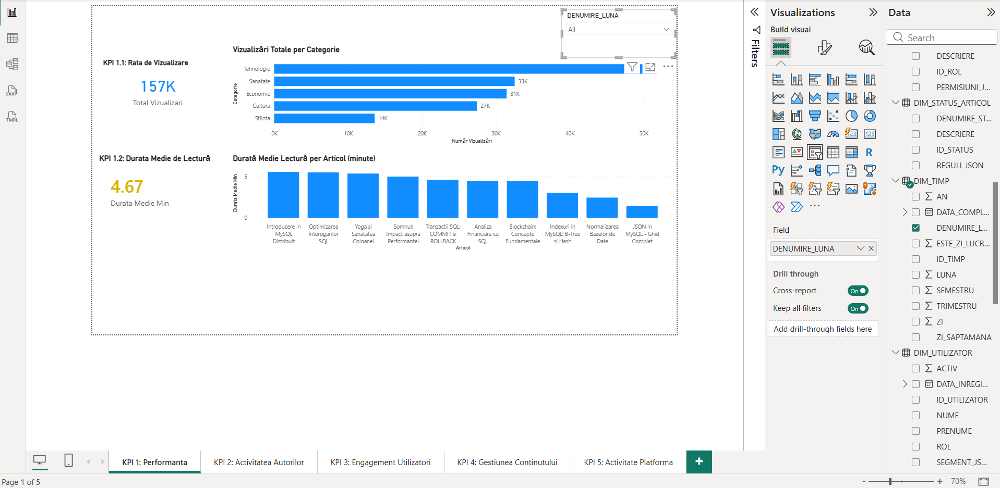 DENUMIRE_LUNA
All
Vizualizări Totale per Categorie
KPI 1.1: Rata de Vizualizare
157K
Total Vizualizari
Categorie
Tehnologie
Sanatate
33K
Economie
31K
Cultura
27K
Stiinta
14K
0K
10K
20K
30K
40K
50K
Număr Vizualizări
KPI 1.2: Durata Medie de Lectură
4.67
Durata Medie Min
Durată Medie Lectură per Articol (minute)
Durata Medie Min
5
0
Introducere in
MySQL
Distribuit
Optimizarea
Interogarilor
SQL
Yoga si
Sanatatea
Coloanei
Somnul:
Impact asupra
Performantei
Tranzactii SQL:
COMMIT si
ROLLBACK
Analiza
Financiara cu
SQL
Blockchain:
Concepte
Fundamentale
Indexuri in
MySQL: B-Tree
si Hash
Normalizarea
Bazelor de
Date
JSON in
MySQL - Ghid
Complet
Articol
DAX
TMDL
Filters
Visualizations
Build visual
123
123
R
Py
Field
DENUMIRE_LUNA
Drill through
Cross-report
On
Keep all filters
On
Add drill-through fields here
Data
Search
DESCRIERE
ID_ROL
PERMISIUNI_J...
DIM_STATUS_ARTICOL
DENUMIRE_ST...
DESCRIERE
ID_STATUS
REGULI_JSON
DIM_TIMP
AN
DATA_COMPL...
DENUMIRE_L...
ESTE_ZI_LUCR...
ID_TIMP
LUNA
SEMESTRU
TRIMESTRU
ZI
ZI_SAPTAMANA
DIM_UTILIZATOR
ACTIV
DATA_INREGI...
ID_UTILIZATOR
NUME
PRENUME
ROL
SEGMENT_JS...
KPI 1: Performanta
KPI 2: Activitatea Autorilor
KPI 3: Engagement Utilizatori
KPI 4: Gestiunea Continutului
KPI 5: Activitate Platforma
Page 1 of 5
70%